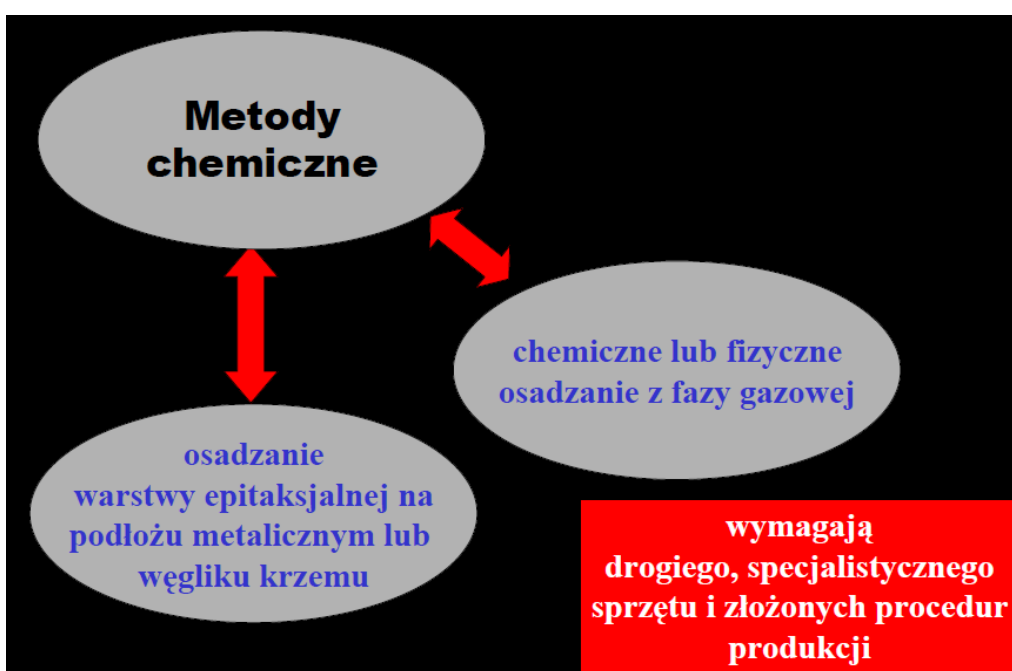 Metody
chemiczne
chemiczne lub fizyczne
osadzanie z fazy gazowej
osadzanie
warstwy epitaksjalnej na
podłożu metalicznym lub
węgliku krzemu
wymagają
drogiego, specjalistycznego
sprzętu i złożonych procedur
produkcji